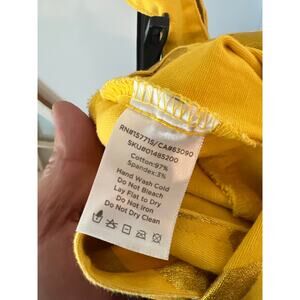 RN#157715/CA#63090
SKU#01485200
Cotton:97%
Spandex:3%
Hand Wash Cold
Do Not Bleach
Lay Flat to Dry
Do Not Iron
Do Not Dry Clean